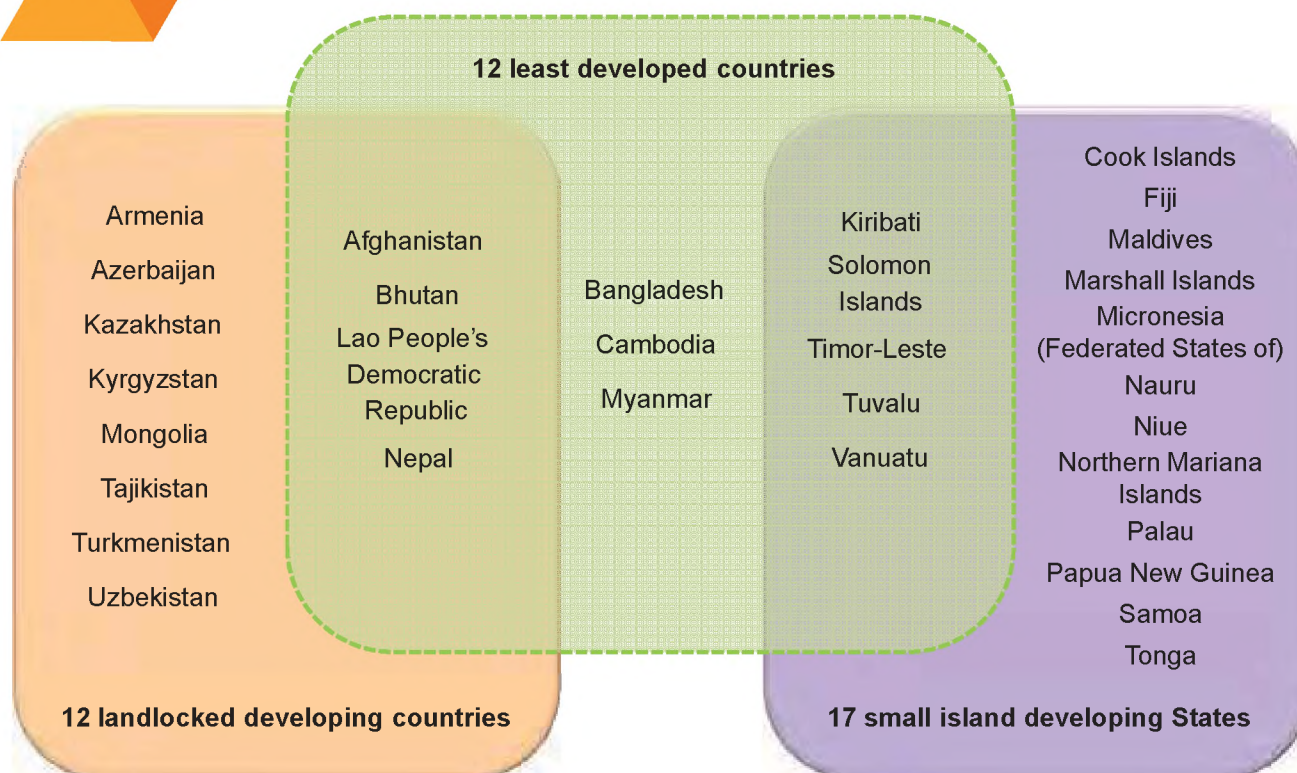 12 least developed countries
Armenia
Azerbaijan
Kazakhstan
Kyrgyzstan
Mongolia
Tajikistan
Turkmenistan
Uzbekistan
Afghanistan
Bhutan
Lao People’s
Democratic
Republic
Nepal
Bangladesh
Cambodia
Myanmar
Kiribati
Solomon
Islands
Timor-Leste
Tuvalu
Vanuatu
Cook Islands
Fiji
Maldives
Marshall Islands
Micronesia
(Federated States of)
Nauru
Niue
Northern Mariana
Islands
Palau
Papua New Guinea
Samoa
Tonga
12 landlocked developing countries
17 small island developing States